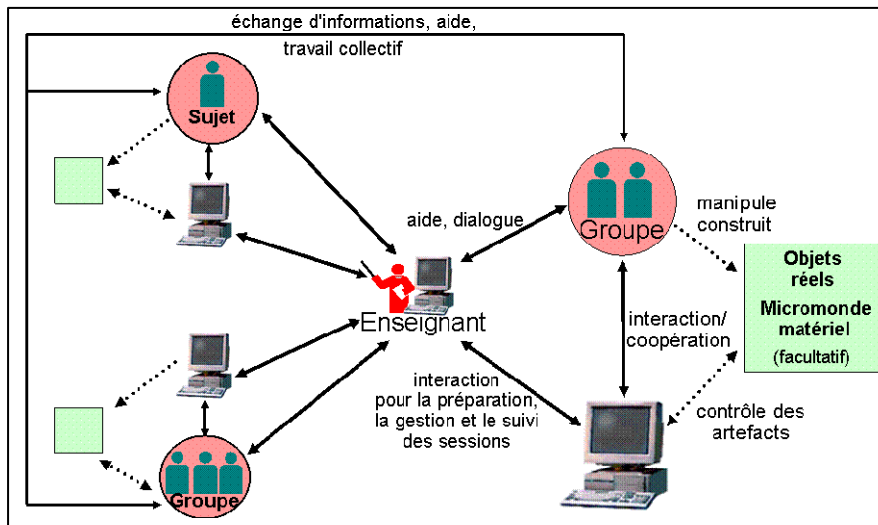 échange d'informations, aide,
travail collectif
Sujet
aide, dialogue
Groupe
manipule
construit
Objets
réels
Micromonde
matériel
(facultatif)
Enseignant
interaction/
coopération
interaction
pour la préparation,
la gestion et le suivi
des sessions
contrôle des
artefacts
Groupe